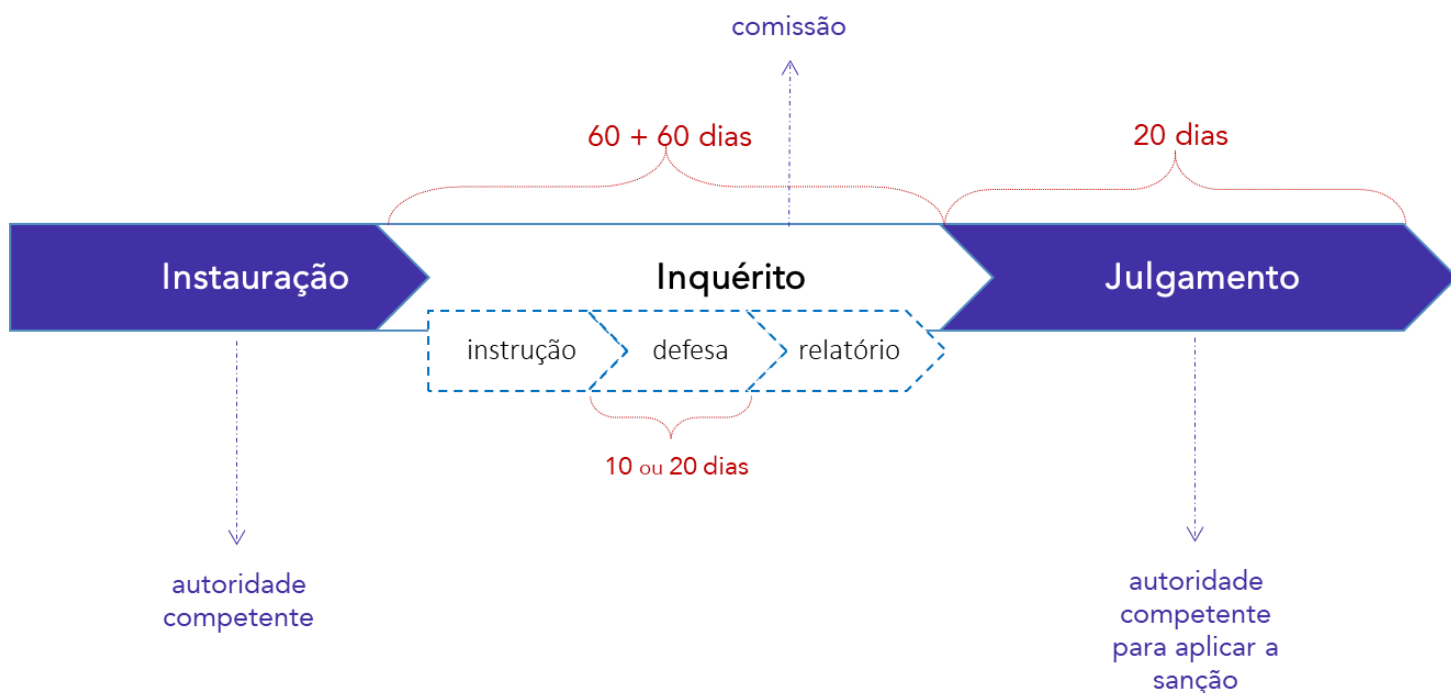 comissão
60 + 60 dias
20 dias
Instauração
Inquérito
Julgamento
instrução
defesa
relatório
10 ou 20 dias
autoridade
competente
autoridade
competente
para aplicar a
sanção